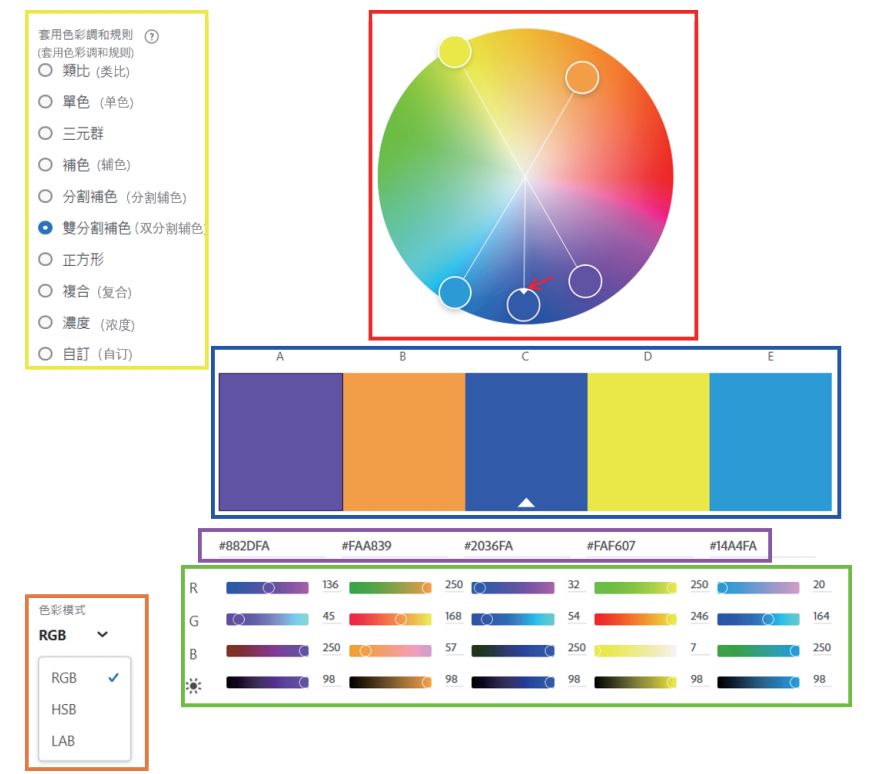 套用色彩調和規則 ?
(套用色彩调和规则)
類比 (类比)
單色 (单色)
三元群
補色 (辅色)
分割補色 (分割辅色)
雙分割補色 (双分割辅色)
正方形
複合 (复合)
濃度 (浓度)
自訂 (自订)
A B C D E
#882DFA #FAA839 #2036FA #FAF607 #14A4FA
R 136 250 32 250 20
G 45 168 54 246 164
B 250 57 250 7 250
98 98 98 98 98
色彩模式
RGB
RGB
HSB
LAB